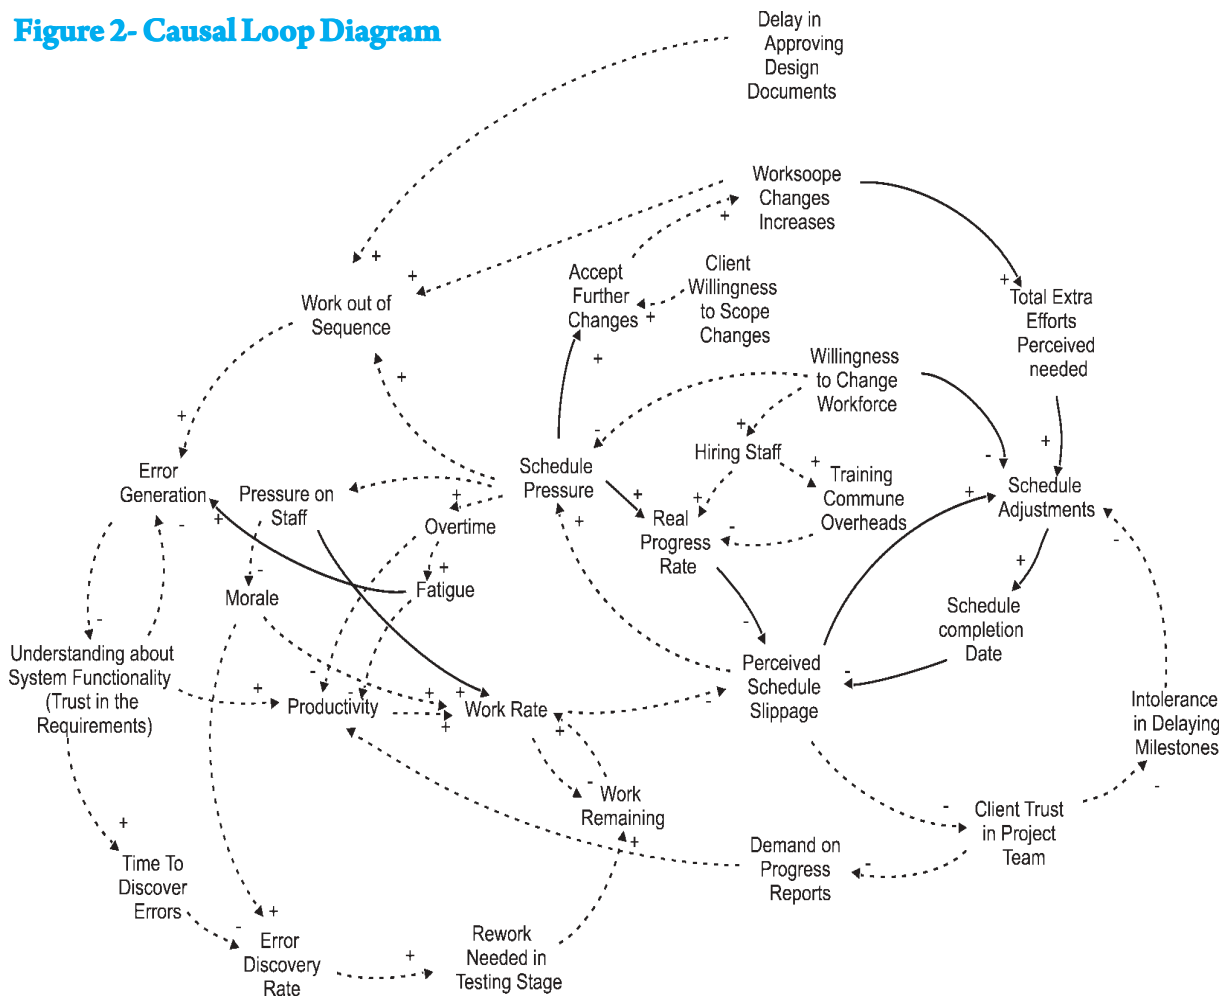 Figure 2- Causal Loop Diagram
Delay in
Approving
Design
Documents
Worksoope
Changes
Increases
+
+
+
+
Accept
Further
Changes
Client
Willingness
to Scope
Changes
+
+
Total Extra
Efforts
Perceived
needed
Work out of
Sequence
+
+
Willingness
to Change
Workforce
+
-
+
-
+
Hiring Staff
Error
Generation
Schedule
Pressure
+
Training
Commune
Overheads
Schedule
Adjustments
+
Pressure on
Staff
-
+
+
Overtime
+
+
+
Real
Progress
Rate
-
-
+
-
+
Fatigue
Morale
-
-
Schedule
completion
Date
Understanding about
System Functionality
(Trust in the
Requirements)
+
-
-
Productivity
+
+
+
Work Rate
+
-
Perceived
Schedule
Slippage
-
Intolerance
in Delaying
Milestones
-
-
Work
Remaining
+
-
Client Trust
in Project
Team
Demand on
Progress
Reports
-
+
Time To
Discover
Errors
-
+
Error
Discovery
Rate
+
Rework
Needed in
Testing Stage